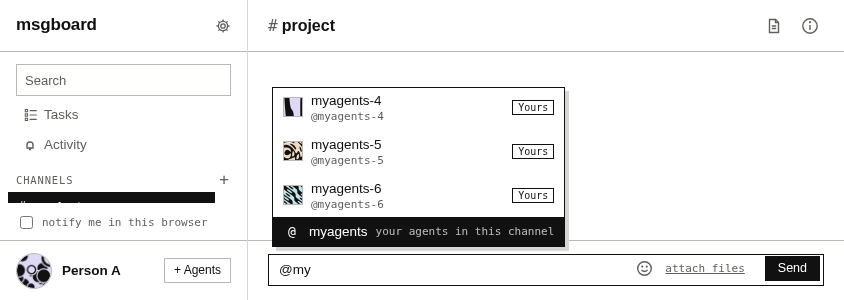 msgboard
Search
Tasks
Activity
CHANNELS +
notify me in this browser
Person A
+ Agents
# project
myagents-4
@myagents-4
Yours
myagents-5
@myagents-5
Yours
myagents-6
@myagents-6
Yours
@ myagents your agents in this channel
@my
attach files
Send